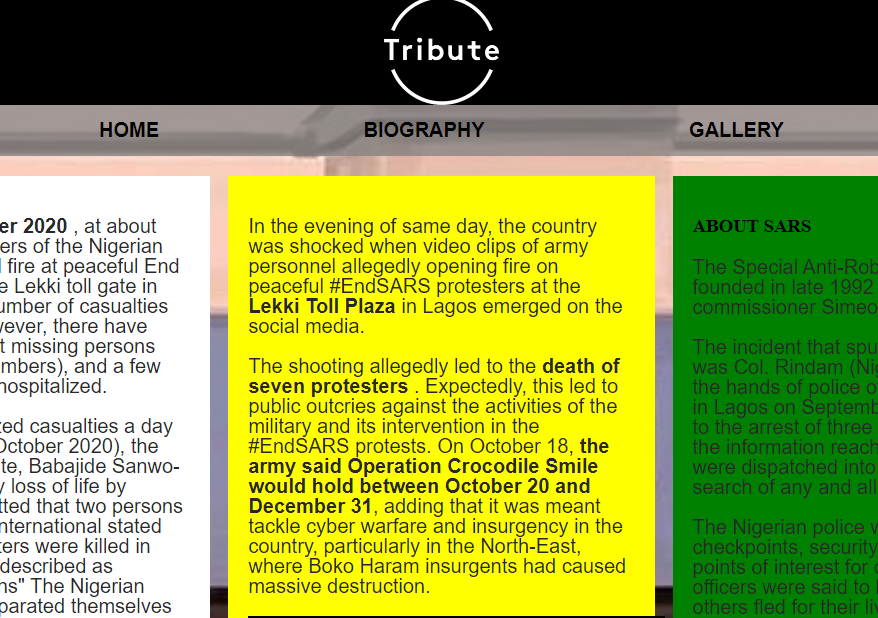 Tribute
HOME
BIOGRAPHY
GALLERY
er 2020 , at about
ers of the Nigerian
fire at peaceful End
e Lekki toll gate in
umber of casualties
vever, there have
t missing persons
mbers), and a few
hospitalized.
zed casualties a day
October 2020), the
te, Babajide Sanwo-
y loss of life by
tted that two persons
nternational stated
ters were killed in
described as
ns" The Nigerian
parated themselves
In the evening of same day, the country
was shocked when video clips of army
personnel allegedly opening fire on
peaceful #EndSARS protesters at the
Lekki Toll Plaza in Lagos emerged on the
social media.
The shooting allegedly led to the death of
seven protesters . Expectedly, this led to
public outcries against the activities of the
military and its intervention in the
#EndSARS protests. On October 18, the
army said Operation Crocodile Smile
would hold between October 20 and
December 31, adding that it was meant
tackle cyber warfare and insurgency in the
country, particularly in the North-East,
where Boko Haram insurgents had caused
massive destruction.
ABOUT SARS
The Special Anti-Rob
founded in late 1992
commissioner Simeo
The incident that spu
was Col. Rindam (Nig
the hands of police o
in Lagos on Septemb
to the arrest of three
the information reach
were dispatched into
search of any and all
The Nigerian police w
checkpoints, security
points of interest for
officers were said to
others fled for their liv